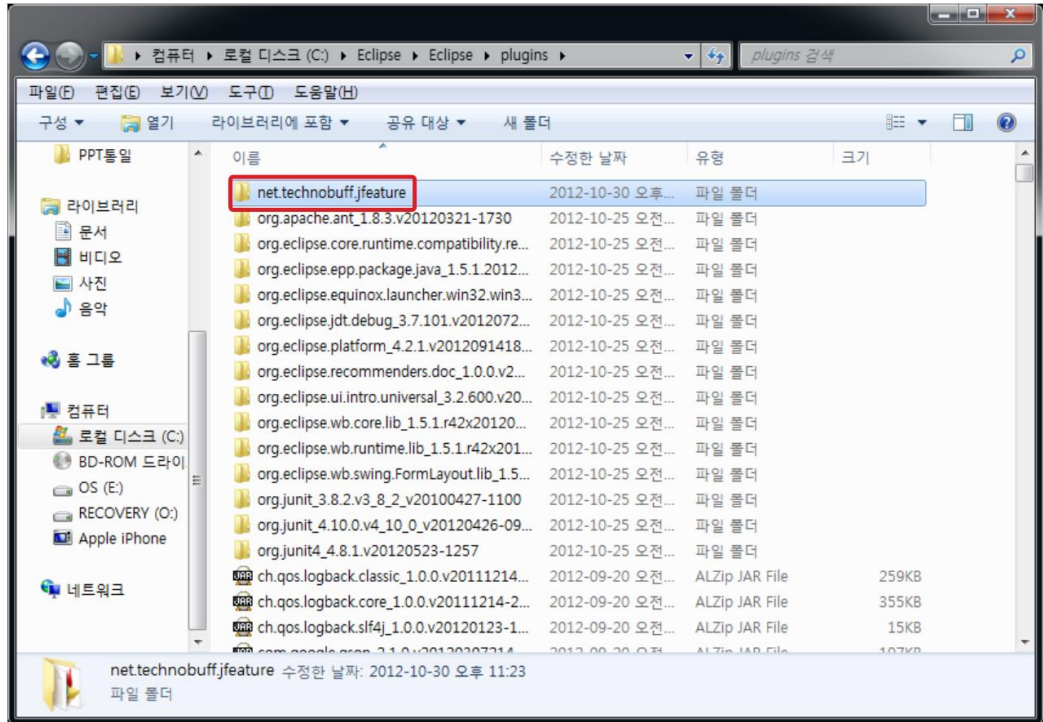 컴퓨터 ▸ 로컬 디스크 (C:) ▸ Eclipse ▸ Eclipse ▸ plugins ▸
plugins 검색
파일(F) 편집(E) 보기(V) 도구(T) 도움말(H)
구성 열기 라이브러리에 포함 공유 대상 새 폴더
PPT통일
라이브러리
문서
비디오
사진
음악
홈 그룹
컴퓨터
로컬 디스크 (C:)
BD-ROM 드라이
OS (E:)
RECOVERY (O:)
Apple iPhone
네트워크
이름 수정한 날짜 유형 크기
net.technobuff.jfeature 2012-10-30 오후... 파일 폴더
org.apache.ant_1.8.3.v20120321-1730 2012-10-25 오전... 파일 폴더
org.eclipse.core.runtime.compatibility.re... 2012-10-25 오전... 파일 폴더
org.eclipse.epp.package.java_1.5.1.2012... 2012-10-25 오전... 파일 폴더
org.eclipse.equinox.launcher.win32.win3... 2012-10-25 오전... 파일 폴더
org.eclipse.jdt.debug_3.7.101.v2012072... 2012-10-25 오전... 파일 폴더
org.eclipse.platform_4.2.1.v2012091418... 2012-10-25 오전... 파일 폴더
org.eclipse.recommenders.doc_1.0.0.v2... 2012-10-25 오전... 파일 폴더
org.eclipse.ui.intro.universal_3.2.600.v20... 2012-10-25 오전... 파일 폴더
org.eclipse.wb.core.lib_1.5.1.r42x20120... 2012-10-25 오전... 파일 폴더
org.eclipse.wb.runtime.lib_1.5.1.r42x201... 2012-10-25 오전... 파일 폴더
org.eclipse.wb.swing.FormLayout.lib_1.5... 2012-10-25 오전... 파일 폴더
org.junit_3.8.2.v3_8_2_v20100427-1100 2012-10-25 오전... 파일 폴더
org.junit_4.10.0.v4_10_0_v20120426-09... 2012-10-25 오전... 파일 폴더
org.junit4_4.8.1.v20120523-1257 2012-10-25 오전... 파일 폴더
ch.qos.logback.classic_1.0.0.v20111214... 2012-09-20 오전... ALZip JAR File 259KB
ch.qos.logback.core_1.0.0.v20111214-2... 2012-09-20 오전... ALZip JAR File 355KB
ch.qos.logback.slf4j_1.0.0.v20120123-1... 2012-09-20 오전... ALZip JAR File 15KB
net.technobuff.jfeature 수정한 날짜: 2012-10-30 오후 11:23
파일 폴더